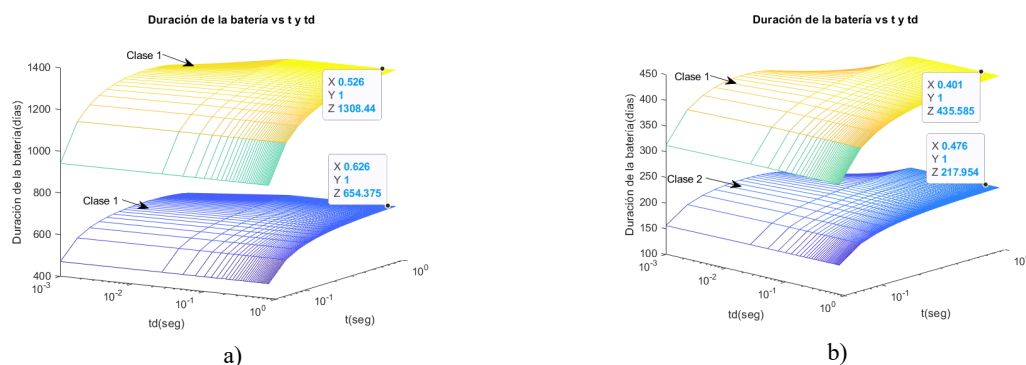 Duración de la batería vs t y td
Clase 1
X 0.526
Y 1
Z 1308.44
Clase 1
X 0.626
Y 1
Z 654.375
Duración de la batería(días)
1400
1200
1000
800
600
400
10^-3
10^-2
10^-1
10^0
td(seg)
10^-1
10^0
t(seg)
a)
Duración de la batería vs t y td
Clase 1
X 0.401
Y 1
Z 435.585
Clase 2
X 0.476
Y 1
Z 217.954
Duración de la batería(días)
450
400
350
300
250
200
150
100
10^-3
10^-2
10^-1
10^0
td(seg)
10^-1
t(seg)
b)